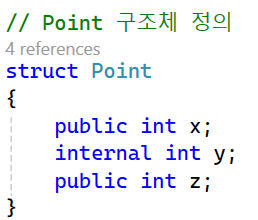 // Point 구조체 정의
4 references
struct Point
{
    public int x;
    internal int y;
    public int z;
}